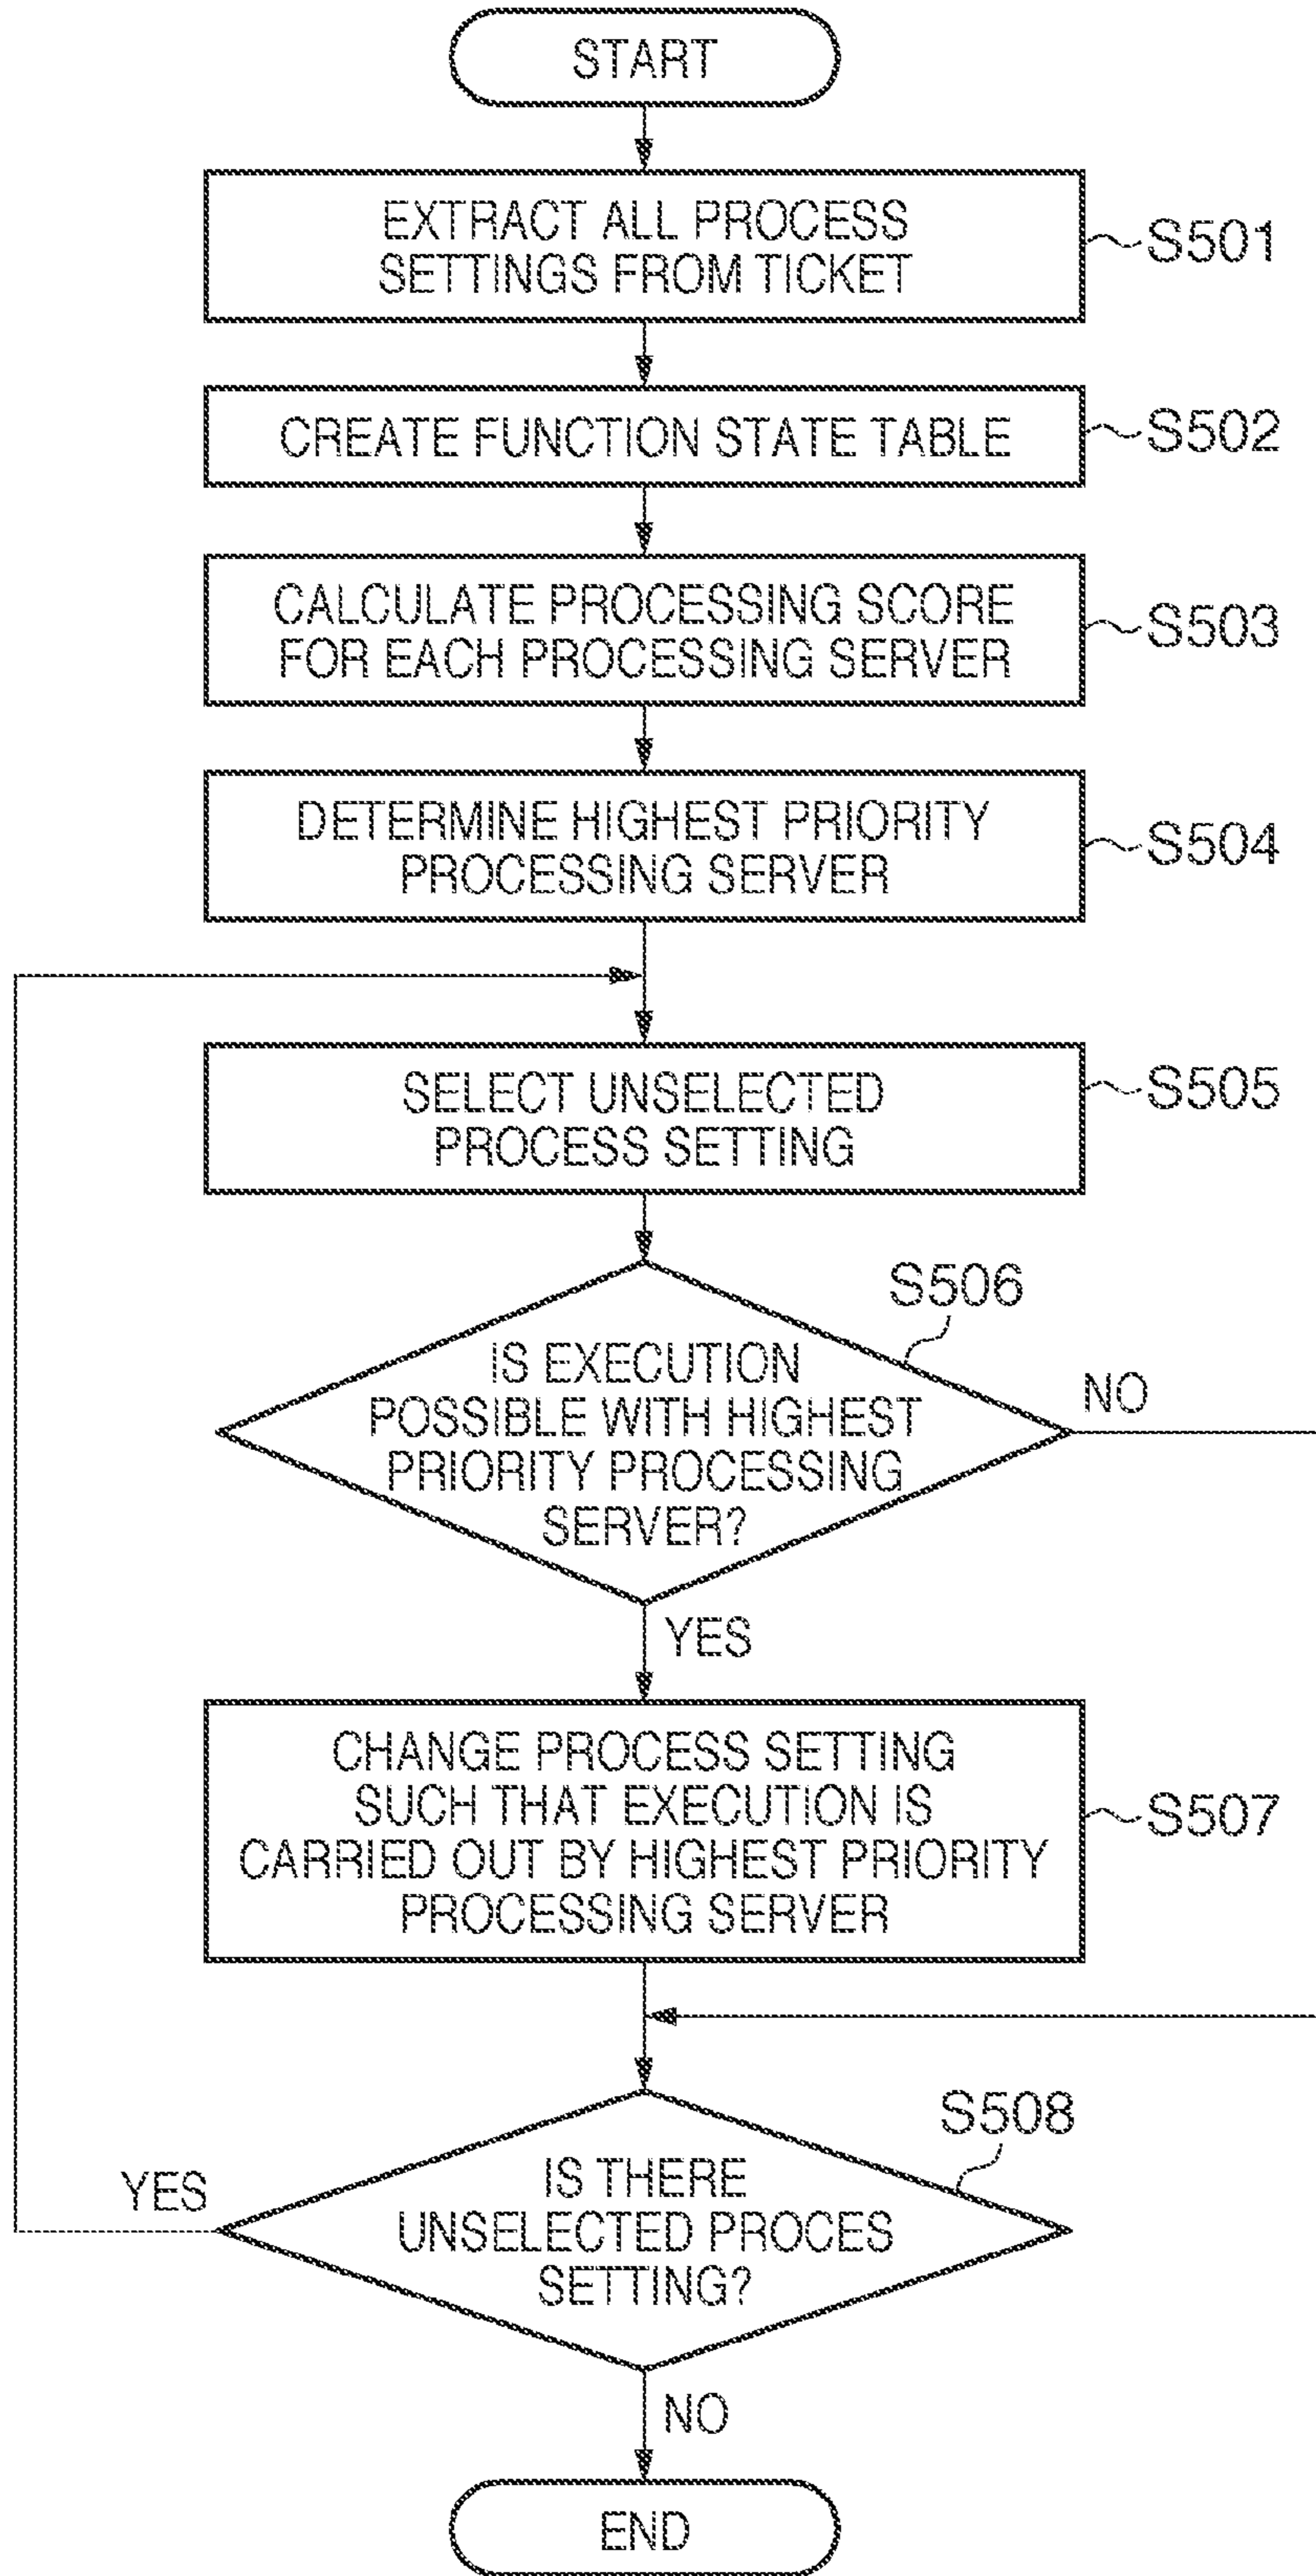 START
EXTRACT ALL PROCESS
SETTINGS FROM TICKET
S501
CREATE FUNCTION STATE TABLE
S502
CALCULATE PROCESSING SCORE
FOR EACH PROCESSING SERVER
S503
DETERMINE HIGHEST PRIORITY
PROCESSING SERVER
S504
SELECT UNSELECTED
PROCESS SETTING
S505
S506
IS EXECUTION
POSSIBLE WITH HIGHEST
PRIORITY PROCESSING
SERVER?
NO
YES
CHANGE PROCESS SETTING
SUCH THAT EXECUTION IS
CARRIED OUT BY HIGHEST PRIORITY
PROCESSING SERVER
S507
S508
IS THERE
UNSELECTED PROCES
SETTING?
YES
NO
END